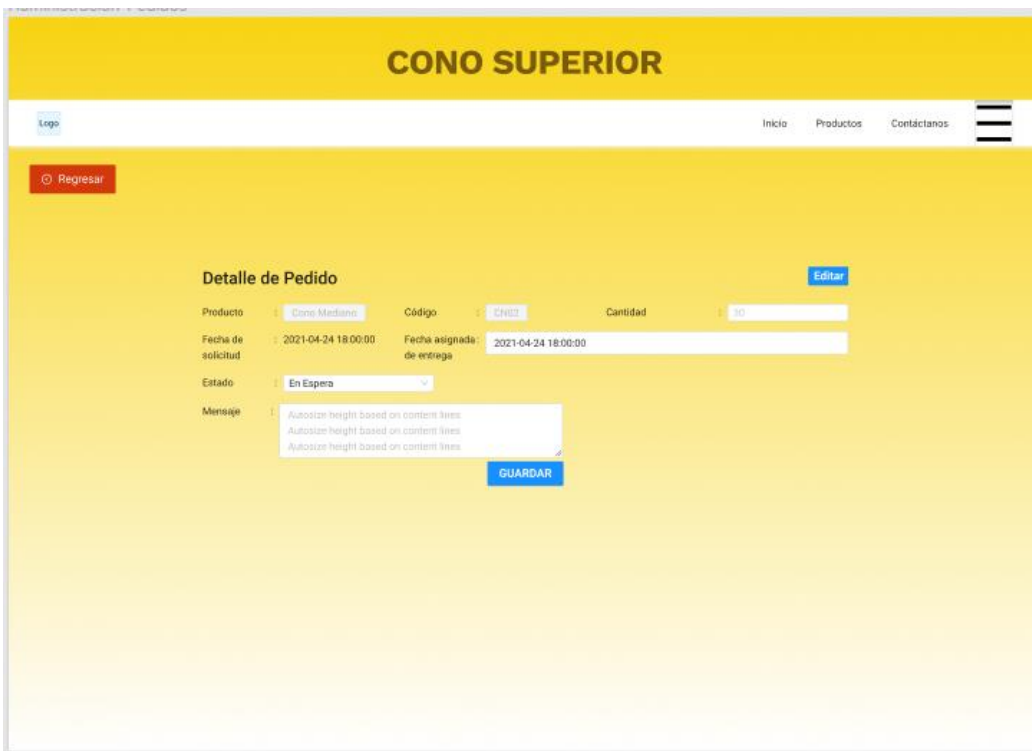 CONO SUPERIOR
Logo
Inicio Productos Contáctanos
Regresar
Detalle de Pedido
Editar
Producto : Cono Mediano Código : CN02 Cantidad : 30
Fecha de solicitud : 2021-04-24 18:00:00 Fecha asignada de entrega : 2021-04-24 18:00:00
Estado : En Espera
Mensaje : Autosize height based on content lines
Autosize height based on content lines
Autosize height based on content lines
GUARDAR